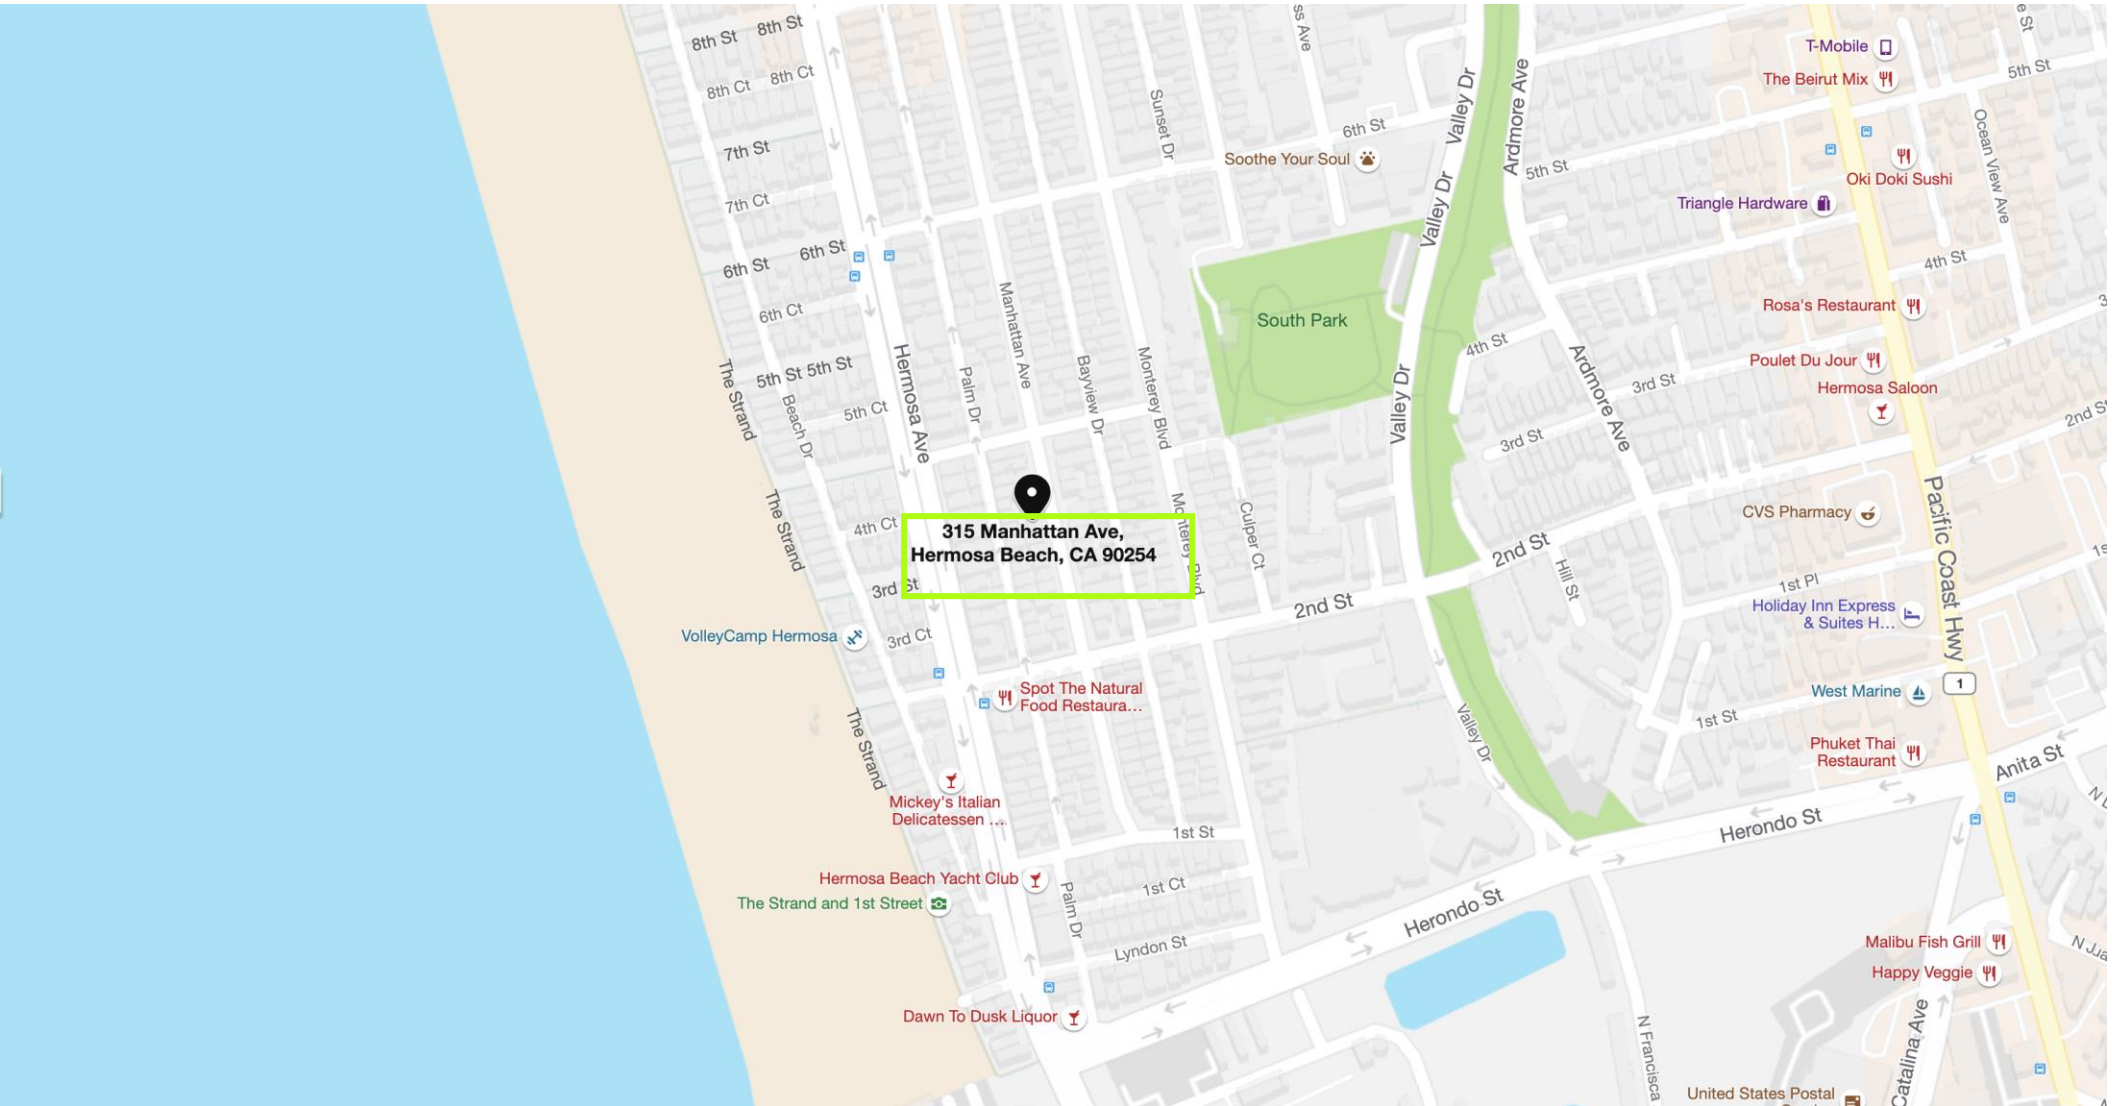 8th St
8th St
ss Ave
e St
T-Mobile
The Beirut Mix
5th St
8th Ct
8th Ct
Sunset Dr
Valley Dr
Valley Dr
Ardmore Ave
Ocean View Ave
7th St
6th St
Soothe Your Soul
5th St
Oki Doki Sushi
Triangle Hardware
7th Ct
Valley Dr
6th St
6th St
4th St
6th Ct
Manhattan Ave
South Park
Rosa's Restaurant
3
5th St
5th St
Hermosa Ave
Palm Dr
Bayview Dr
Monterey Blvd
Valley Dr
4th St
Ardmore Ave
3rd St
Poulet Du Jour
Hermosa Saloon
The Strand
Beach Dr
5th Ct
3rd St
2nd S
The Strand
4th Ct
315 Manhattan Ave,
Hermosa Beach, CA 90254
Monterey Blvd
Culper Ct
2nd St
CVS Pharmacy
Pacific Coast Hwy
1s
3rd St
2nd St
Hill St
1st Pl
Holiday Inn Express
& Suites H...
VolleyCamp Hermosa
3rd Ct
Spot The Natural
Food Restaura...
West Marine
1
The Strand
Valley Dr
1st St
Phuket Thai
Restaurant
Anita St
Mickey's Italian
Delicatessen ...
1st St
Herondo St
N
Hermosa Beach Yacht Club
The Strand and 1st Street
Palm Dr
1st Ct
Herondo St
Lyndon St
Malibu Fish Grill
Happy Veggie
N Jua
Dawn To Dusk Liquor
N Francisca
Catalina Ave
United States Postal